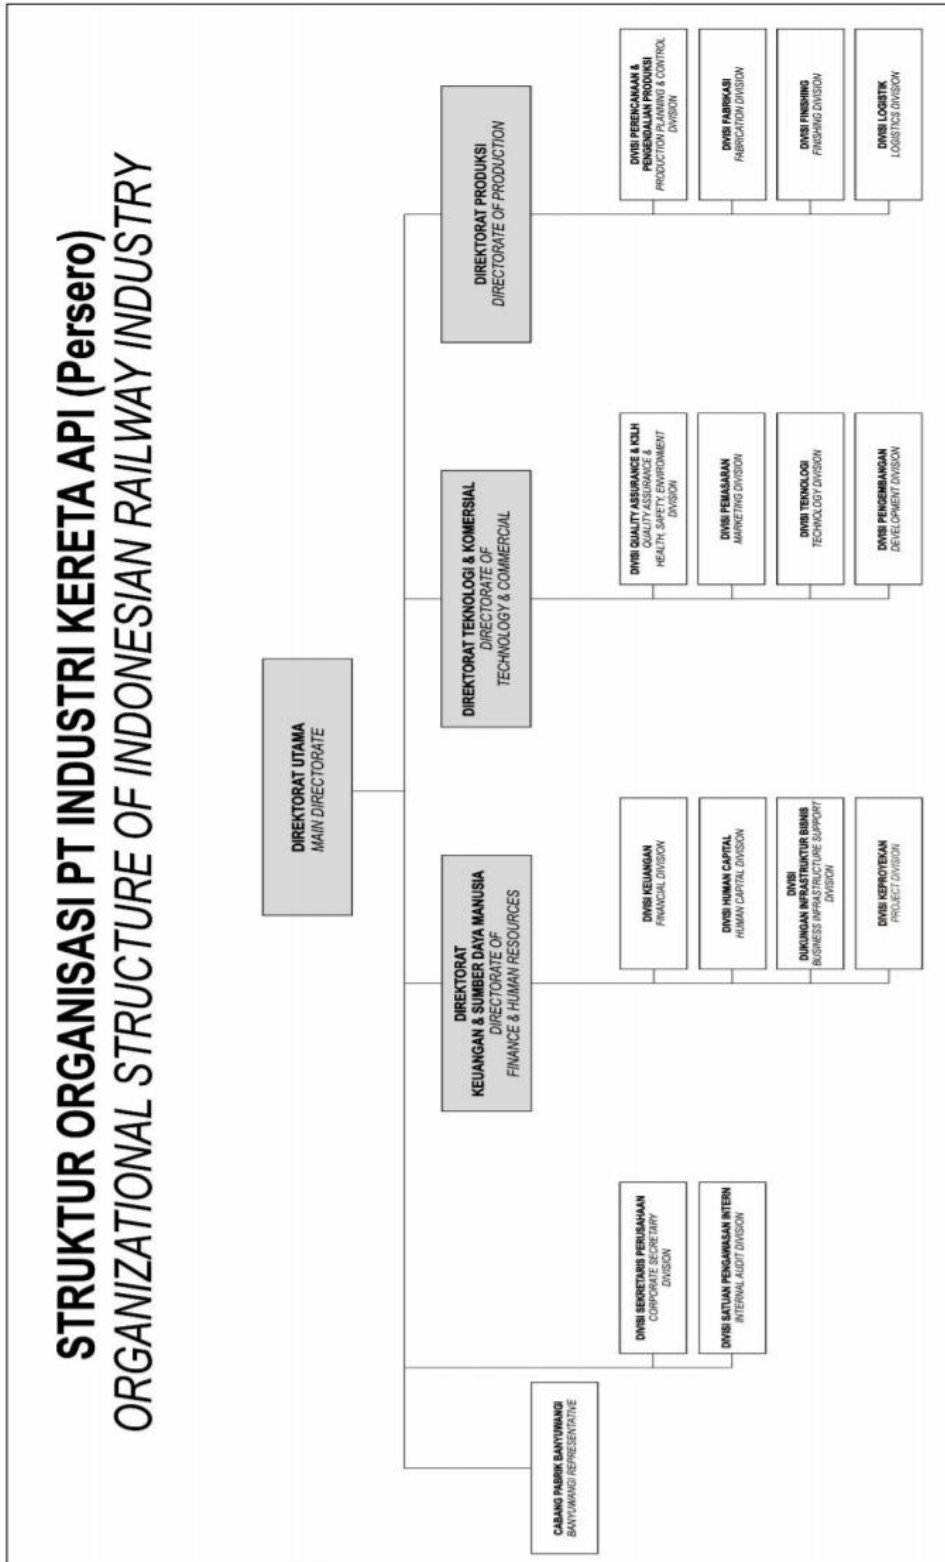 STRUKTUR ORGANISASI PT INDUSTRI KERETA API (Persero)
ORGANIZATIONAL STRUCTURE OF INDONESIAN RAILWAY INDUSTRY
DIREKTORAT UTAMA
MAIN DIRECTORATE
DIREKTORAT
KEUANGAN & SUMBER DAYA MANUSIA
DIRECTORATE OF
FINANCE & HUMAN RESOURCES
DIREKTORAT TEKNOLOGI & KOMERSIAL
DIRECTORATE OF
TECHNOLOGY & COMMERCIAL
DIREKTORAT PRODUKSI
DIRECTORATE OF PRODUCTION
CABANG PABRIK BANYUWANGI
BANYUWANGI REPRESENTATIVE
DIVISI SEKRETARIS PERUSAHAAN
CORPORATE SECRETARY
DIVISION
DIVISI SATUAN PENGAWASAN INTERN
INTERNAL AUDIT DIVISION
DIVISI KEUANGAN
FINANCIAL DIVISION
DIVISI HUMAN CAPITAL
HUMAN CAPITAL DIVISION
DIVISI
DUKUNGAN INFRASTRUKTUR BISNIS
BUSINESS INFRASTRUCTURE SUPPORT
DIVISION
DIVISI KEPROYEKAN
PROJECT DIVISION
DIVISI QUALITY ASSURANCE & K3LH
QUALITY ASSURANCE &
HEALTH, SAFETY, ENVIRONMENT
DIVISION
DIVISI PEMASARAN
MARKETING DIVISION
DIVISI TEKNOLOGI
TECHNOLOGY DIVISION
DIVISI PENGEMBANGAN
DEVELOPMENT DIVISION
DIVISI PERENCANAAN &
PENGENDALIAN PRODUKSI
PRODUCTION PLANNING & CONTROL
DIVISION
DIVISI FABRIKASI
FABRICATION DIVISION
DIVISI FINISHING
FINISHING DIVISION
DIVISI LOGISTIK
LOGISTICS DIVISION